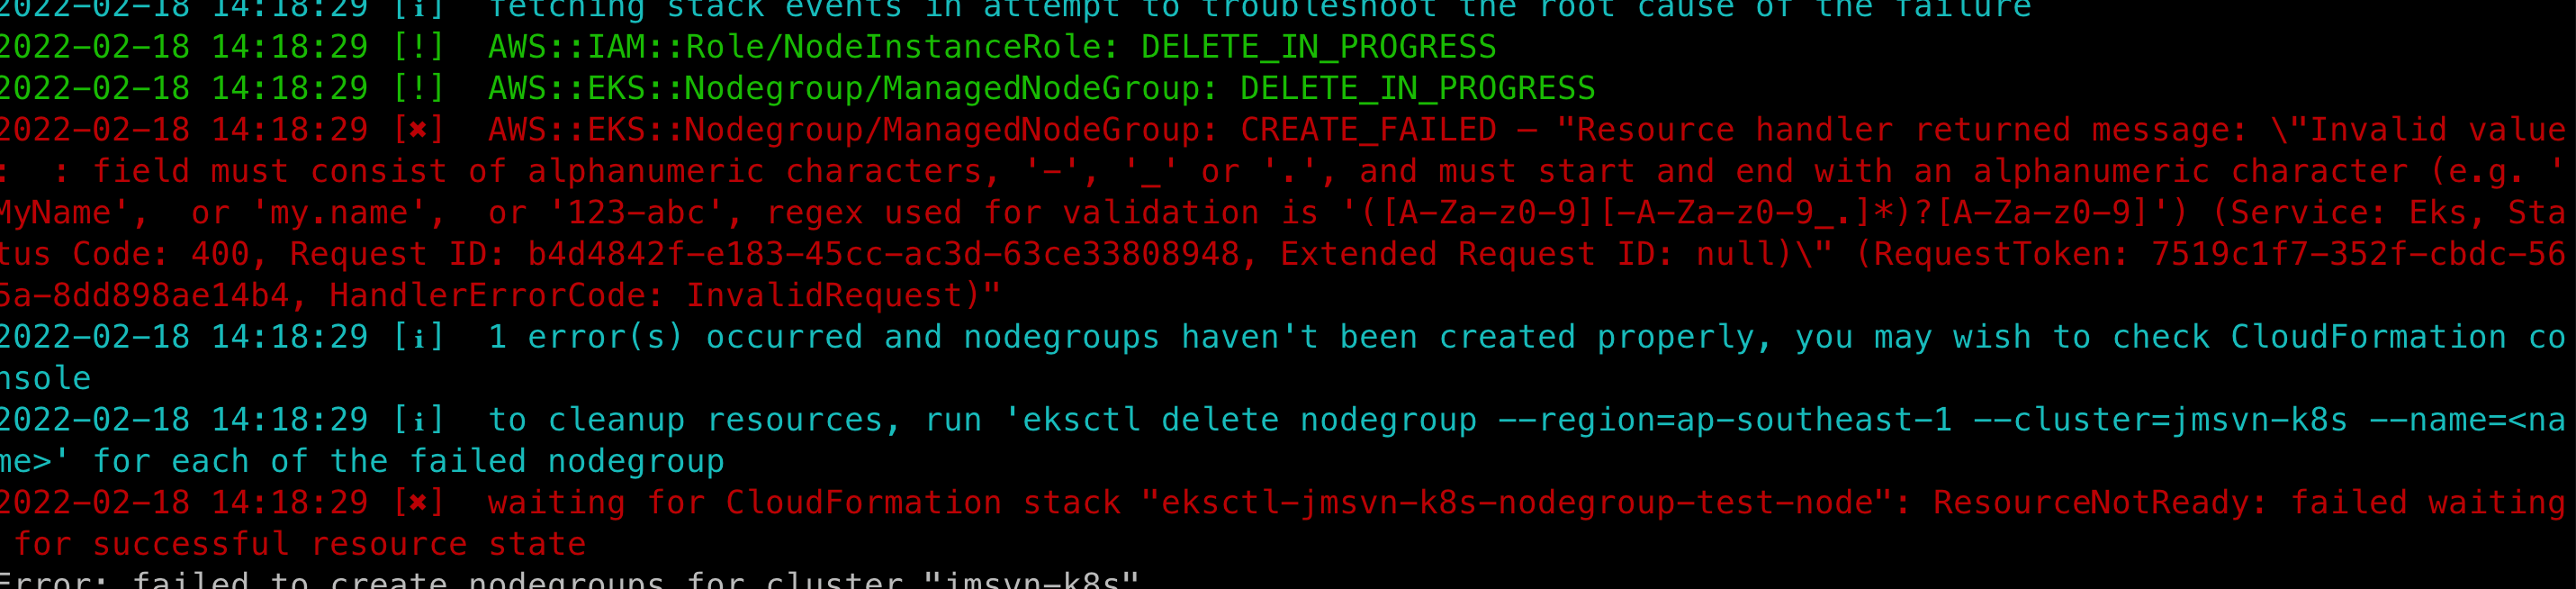 2022-02-18 14:18:29 [ℹ]  fetching stack events in attempt to troubleshoot the root cause of the failure
2022-02-18 14:18:29 [!]  AWS::IAM::Role/NodeInstanceRole: DELETE_IN_PROGRESS
2022-02-18 14:18:29 [!]  AWS::EKS::Nodegroup/ManagedNodeGroup: DELETE_IN_PROGRESS
2022-02-18 14:18:29 [✖]  AWS::EKS::Nodegroup/ManagedNodeGroup: CREATE_FAILED – "Resource handler returned message: \"Invalid value
:  : field must consist of alphanumeric characters, '-', '_' or '.', and must start and end with an alphanumeric character (e.g. '
MyName',  or 'my.name',  or '123-abc', regex used for validation is '([A-Za-z0-9][-A-Za-z0-9_.]*)?[A-Za-z0-9]') (Service: Eks, Sta
tus Code: 400, Request ID: b4d4842f-e183-45cc-ac3d-63ce33808948, Extended Request ID: null)\" (RequestToken: 7519c1f7-352f-cbdc-56
5a-8dd898ae14b4, HandlerErrorCode: InvalidRequest)"
2022-02-18 14:18:29 [ℹ]  1 error(s) occurred and nodegroups haven't been created properly, you may wish to check CloudFormation co
nsole
2022-02-18 14:18:29 [ℹ]  to cleanup resources, run 'eksctl delete nodegroup --region=ap-southeast-1 --cluster=jmsvn-k8s --name=<na
me>' for each of the failed nodegroup
2022-02-18 14:18:29 [✖]  waiting for CloudFormation stack "eksctl-jmsvn-k8s-nodegroup-test-node": ResourceNotReady: failed waiting
 for successful resource state
Error: failed to create nodegroups for cluster "jmsvn-k8s"